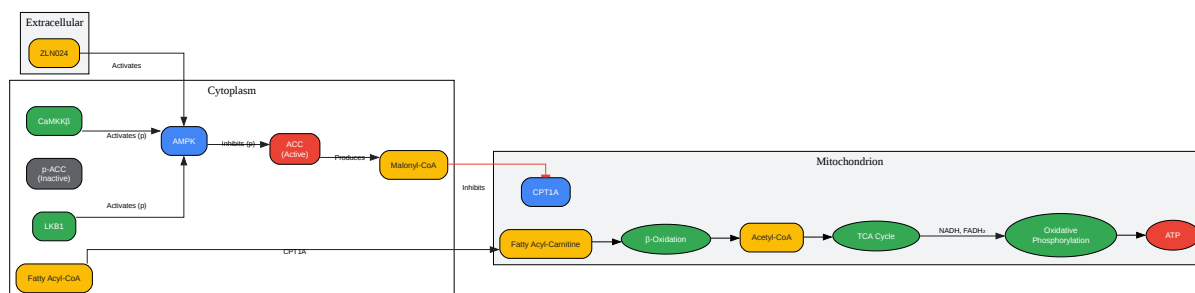 Extracellular
ZLN024
Activates
Cytoplasm
CaMKKβ
Activates (p)
AMPK
Inhibits (p)
ACC
(Active)
Produces
Malonyl-CoA
p-ACC
(Inactive)
Activates (p)
LKB1
Fatty Acyl-CoA
CPT1A
Inhibits
Mitochondrion
CPT1A
Fatty Acyl-Carnitine
β-Oxidation
Acetyl-CoA
TCA Cycle
NADH, FADH₂
Oxidative
Phosphorylation
ATP